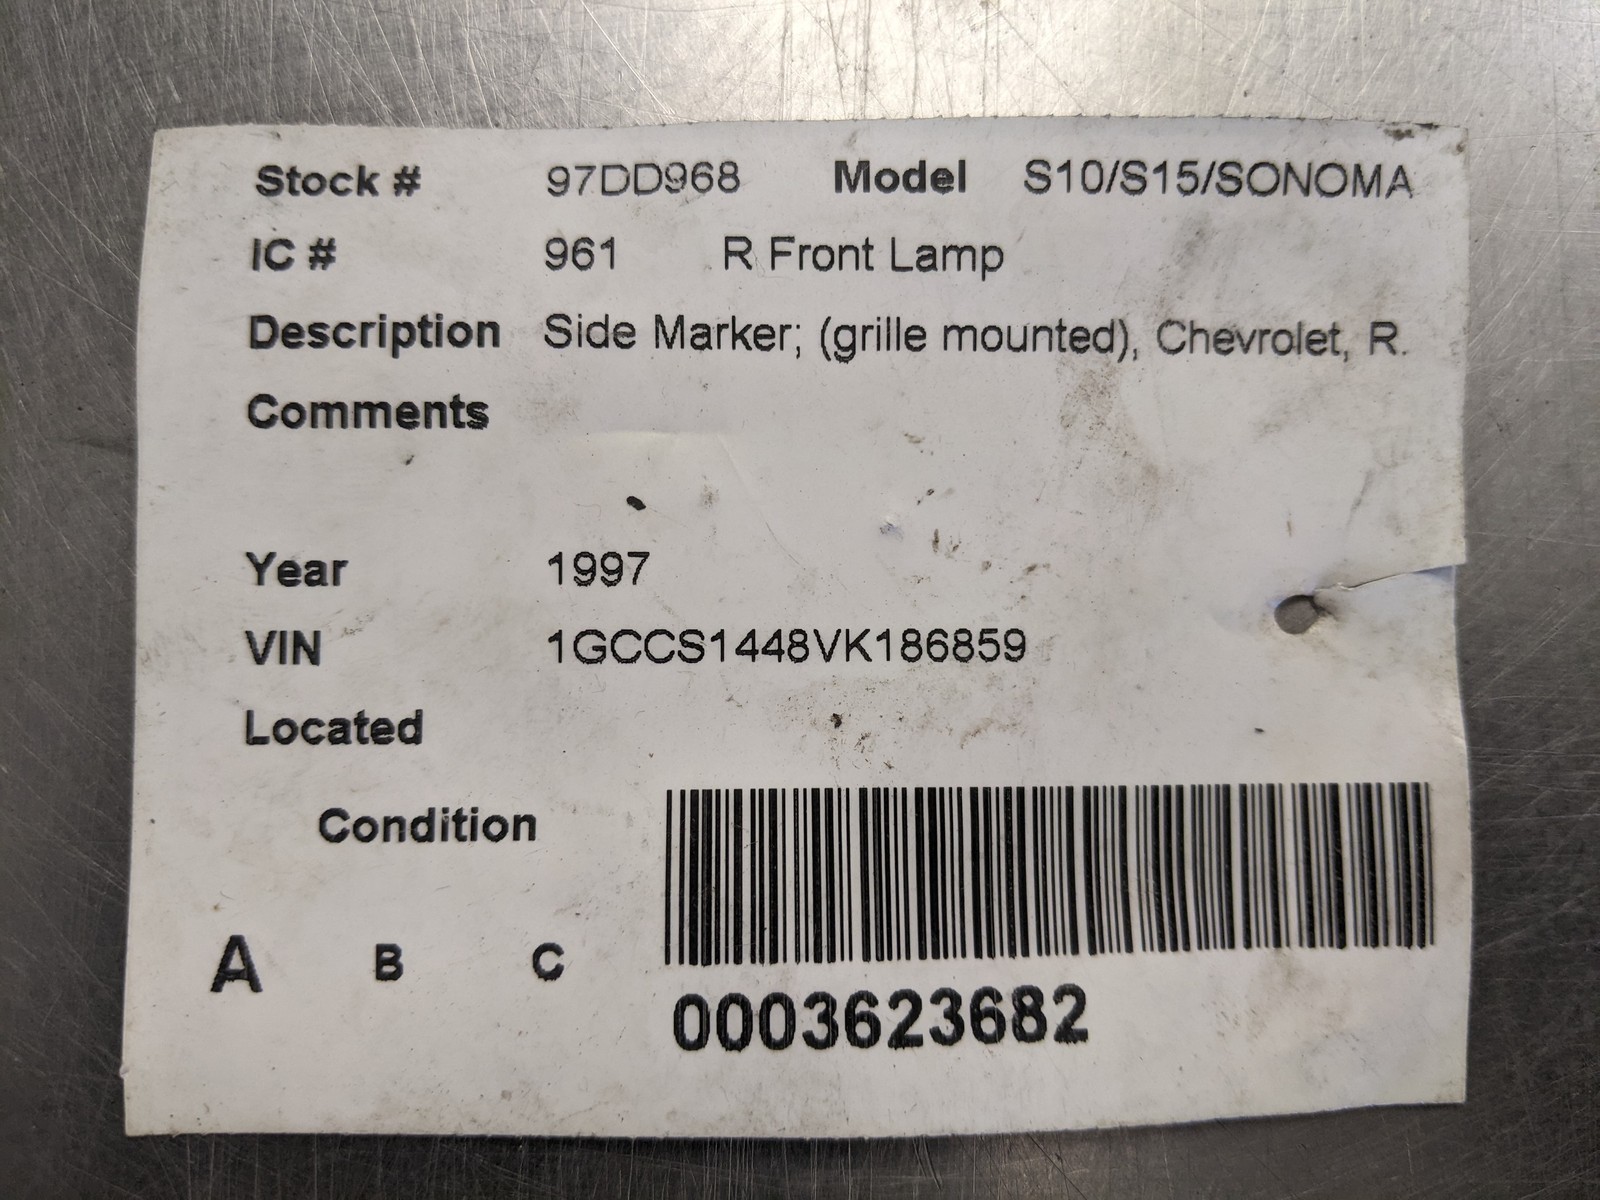 Stock # 97DD968 Model S10/S15/SONOMA
IC # 961 R Front Lamp
Description Side Marker; (grille mounted), Chevrolet, R.
Comments
Year 1997
VIN 1GCCS1448VK186859
Located
Condition
A B C
0003623682